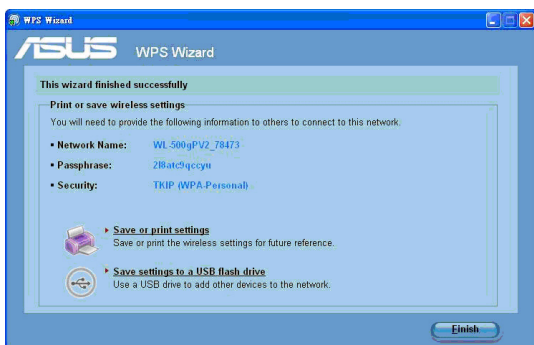 WPS Wizard
ASUS WPS Wizard
This wizard finished successfully
Print or save wireless settings
You will need to provide the following information to others to connect to this network.
• Network Name: WL-500gPV2_78473
• Passphrase: 2l8atc9qccyu
• Security: TKIP (WPA-Personal)
Save or print settings
Save or print the wireless settings for future reference.
Save settings to a USB flash drive
Use a USB drive to add other devices to the network.
Finish